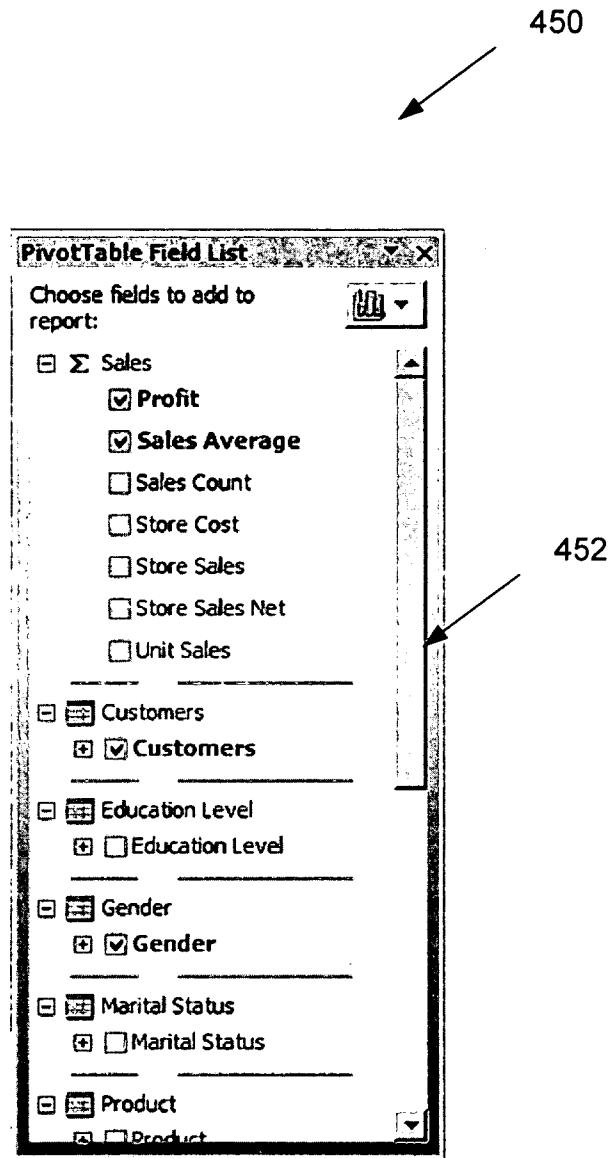 450
PivotTable Field List
Choose fields to add to
report:
Σ Sales
Profit
Sales Average
Sales Count
Store Cost
452
Store Sales
Store Sales Net
Unit Sales
Customers
Customers
Education Level
Education Level
Gender
Gender
Marital Status
Marital Status
Product
Product